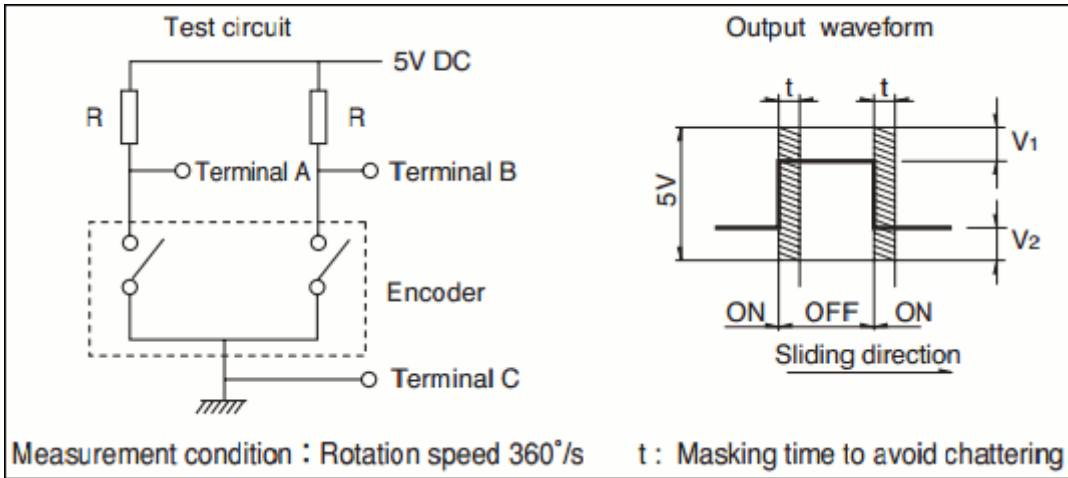 Test circuit
5V DC
R
R
Terminal A
Terminal B
Encoder
Terminal C
Output waveform
t
t
V1
5V
V2
ON
OFF
ON
Sliding direction
Measurement condition : Rotation speed 360°/s
t : Masking time to avoid chattering